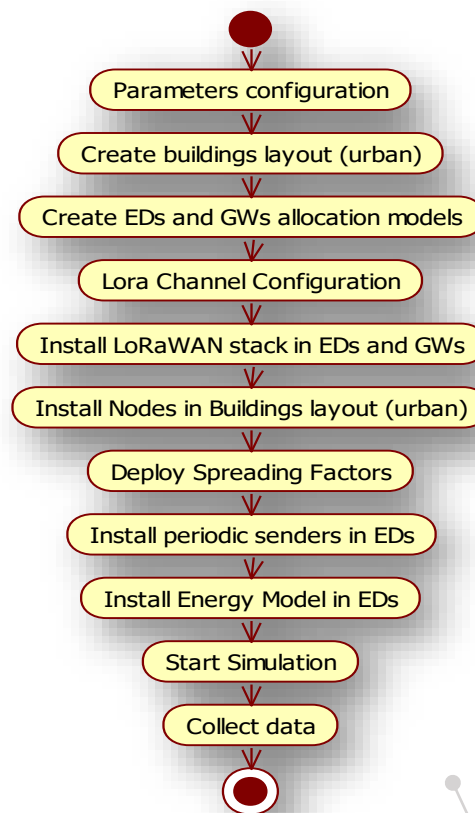 Parameters configuration
Create buildings layout (urban)
Create EDs and GWs allocation models
Lora Channel Configuration
Install LoRaWAN stack in EDs and GWs
Install Nodes in Buildings layout (urban)
Deploy Spreading Factors
Install periodic senders in EDs
Install Energy Model in EDs
Start Simulation
Collect data